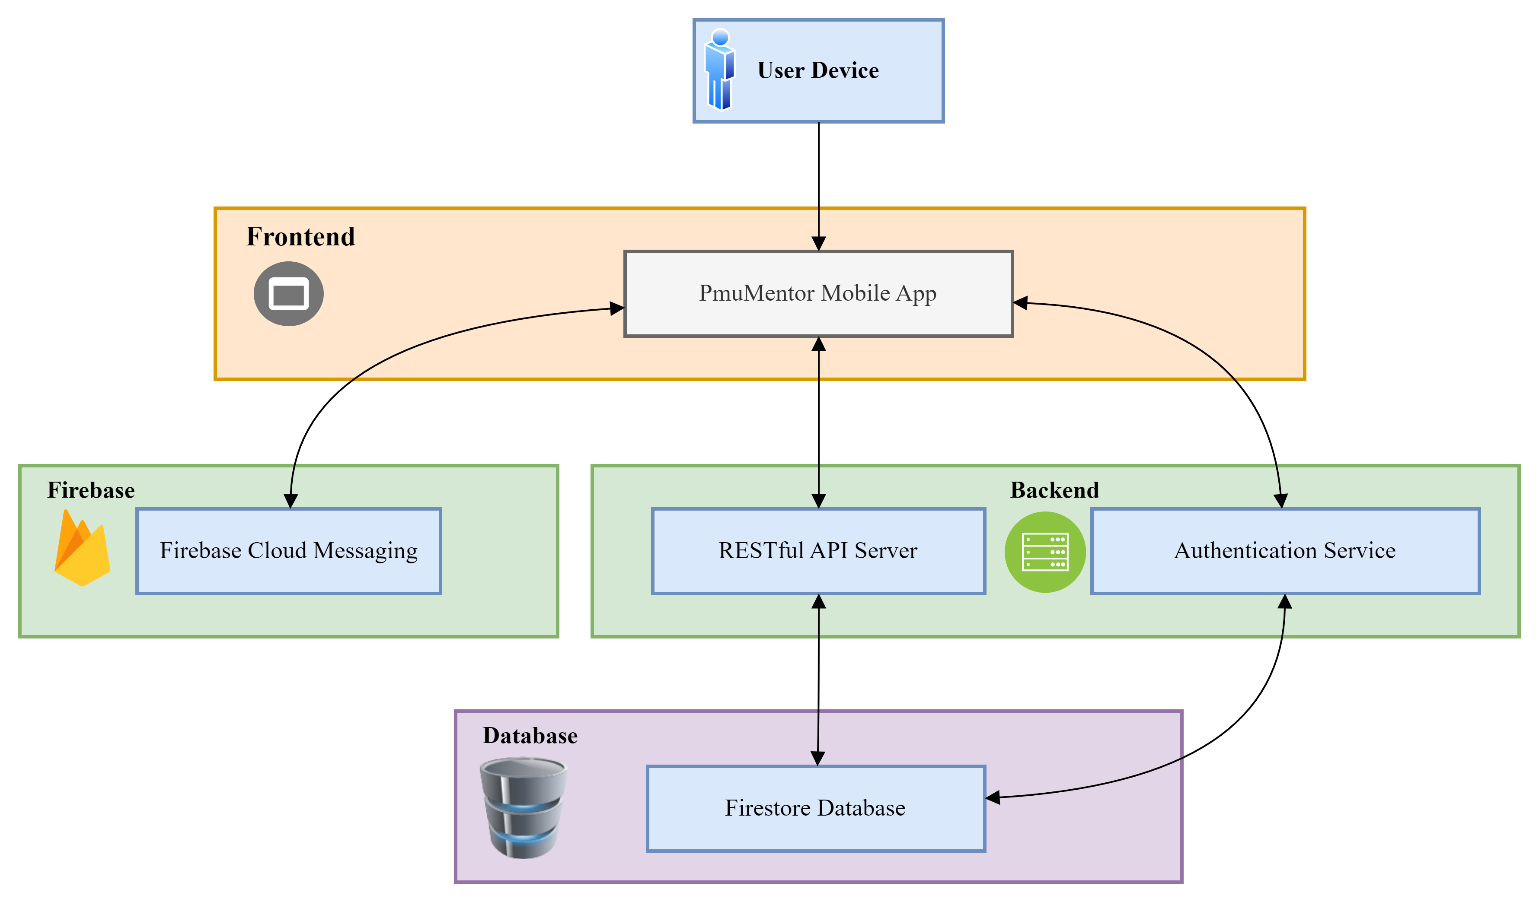 User Device
Frontend
PmuMentor Mobile App
Firebase
Firebase Cloud Messaging
Backend
RESTful API Server
Authentication Service
Database
Firestore Database